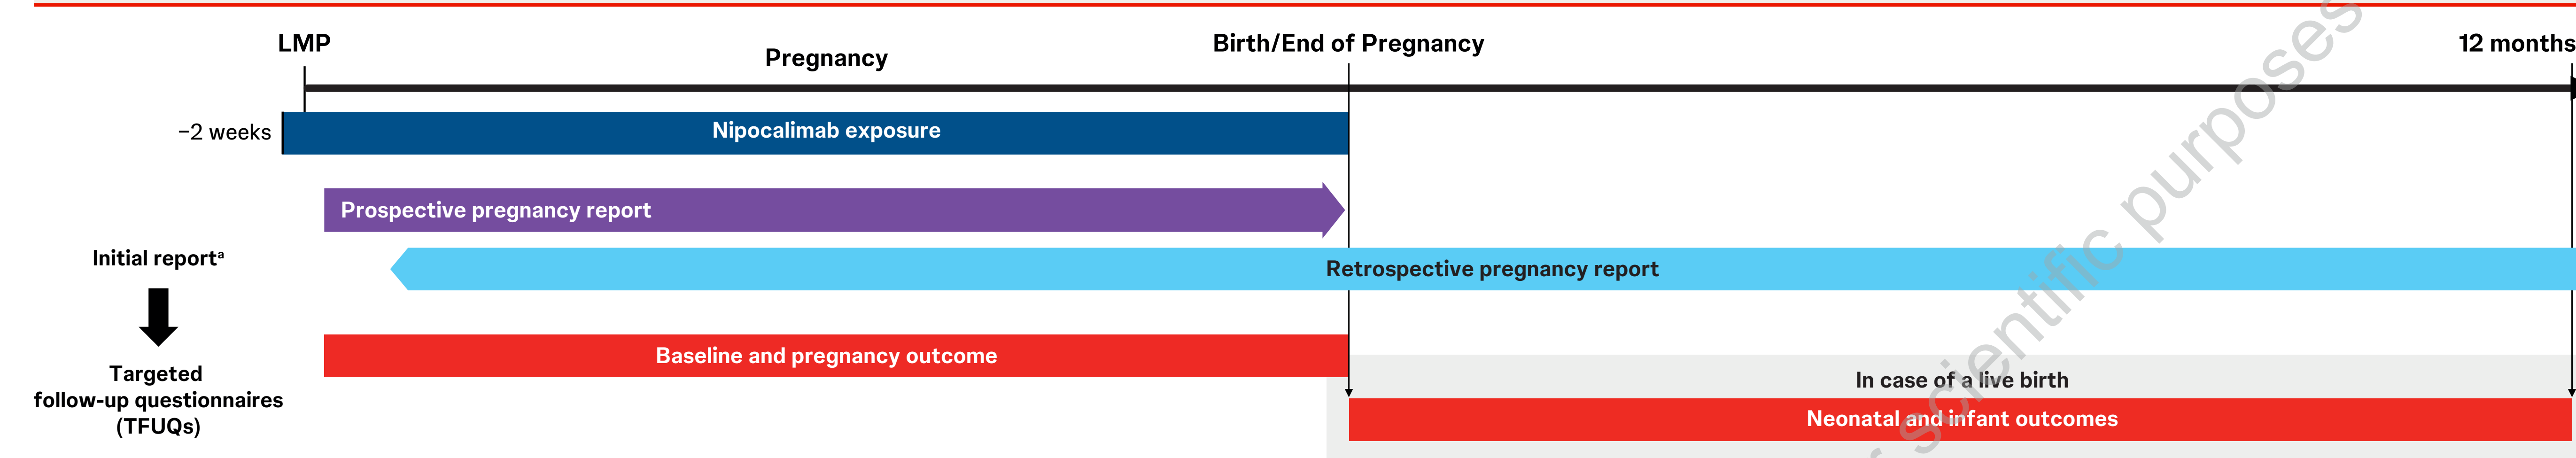 LMP
Pregnancy
Birth/End of Pregnancy
12 months
−2 weeks
Nipocalimab exposure
Prospective pregnancy report
Initial reportª
Retrospective pregnancy report
Baseline and pregnancy outcome
Targeted
follow-up questionnaires
(TFUQs)
In case of a live birth
Neonatal and infant outcomes
scientific purposes